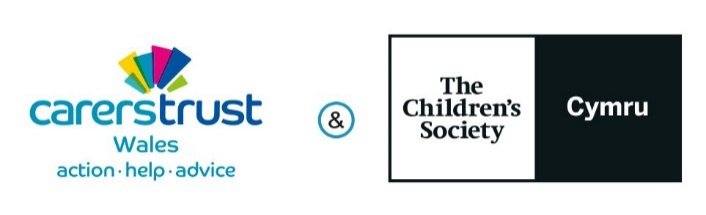 carerstrust
Wales
action · help · advice
&
The
Children's
Society
Cymru